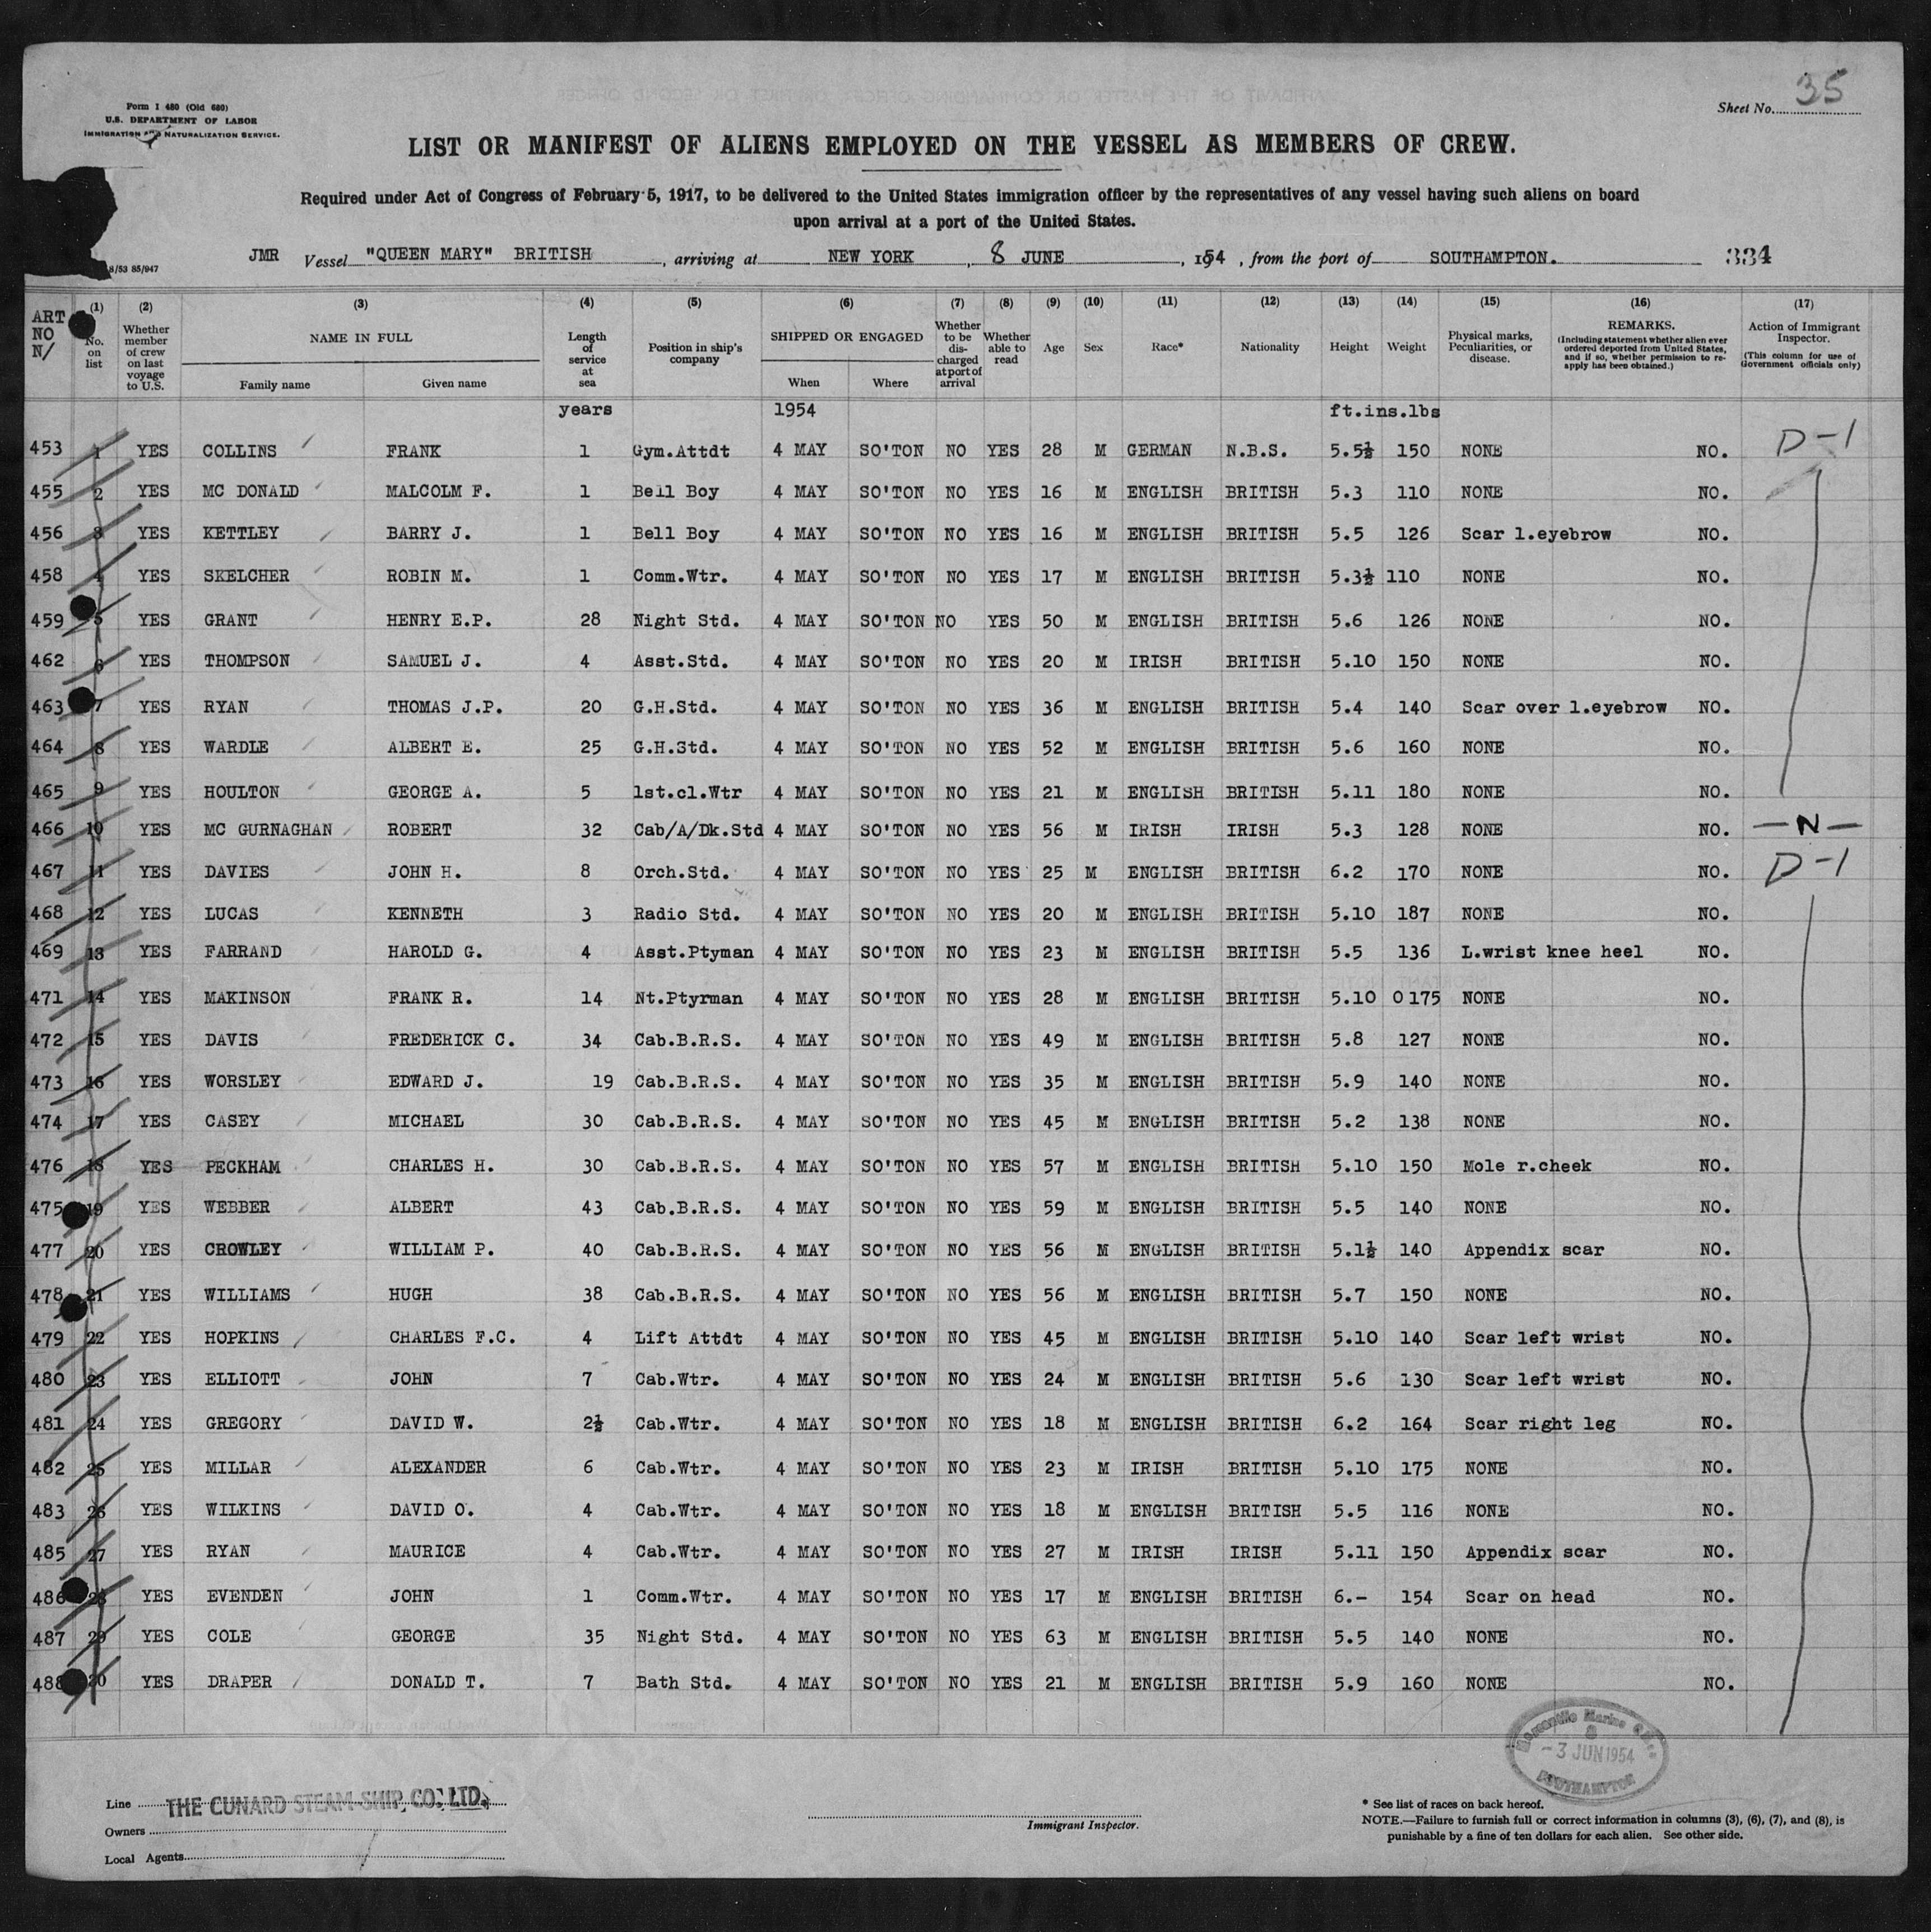 35
Sheet No.
Form I 480 (Old 680)
U.S. DEPARTMENT OF LABOR
IMMIGRATION AND NATURALIZATION SERVICE.
LIST OR MANIFEST OF ALIENS EMPLOYED ON THE VESSEL AS MEMBERS OF CREW.
Required under Act of Congress of February 5, 1917, to be delivered to the United States immigration officer by the representatives of any vessel having such aliens on board
upon arrival at a port of the United States.
8/53 85/947 JMR Vessel "QUEEN MARY" BRITISH, arriving at NEW YORK, 8 JUNE, 1954, from the port of SOUTHAMPTON. 334
(1) (2) (3) (4) (5) (6) (7) (8) (9) (10) (11) (12) (13) (14) (15) (16) (17)
ART NO N/ No. on list Whether member of crew on last voyage to U.S. NAME IN FULL Family name Given name Length of service at sea Position in ship's company SHIPPED OR ENGAGED When Where Whether to be discharged at port of arrival Whether able to read Age Sex Race* Nationality Height Weight Physical marks, Peculiarities, or disease. REMARKS. (Including statement whether alien ever ordered deported from United States, and if so, whether permission to re-apply has been obtained.) Action of Immigrant Inspector. (This column for use of Government officials only)
years 1954 ft.ins.lbs
453 1 YES COLLINS FRANK 1 Gym.Attdt 4 MAY SO'TON NO YES 28 M GERMAN N.B.S. 5.5½ 150 NONE NO. D-1
455 2 YES MC DONALD MALCOLM F. 1 Bell Boy 4 MAY SO'TON NO YES 16 M ENGLISH BRITISH 5.3 110 NONE NO.
456 3 YES KETTLEY BARRY J. 1 Bell Boy 4 MAY SO'TON NO YES 16 M ENGLISH BRITISH 5.5 126 Scar l.eyebrow NO.
458 4 YES SKELCHER ROBIN M. 1 Comm.Wtr. 4 MAY SO'TON NO YES 17 M ENGLISH BRITISH 5.3½ 110 NONE NO.
459 5 YES GRANT HENRY E.P. 28 Night Std. 4 MAY SO'TON NO YES 50 M ENGLISH BRITISH 5.6 126 NONE NO.
462 6 YES THOMPSON SAMUEL J. 4 Asst.Std. 4 MAY SO'TON NO YES 20 M IRISH BRITISH 5.10 150 NONE NO.
463 7 YES RYAN THOMAS J.P. 20 G.H.Std. 4 MAY SO'TON NO YES 36 M ENGLISH BRITISH 5.4 140 Scar over l.eyebrow NO.
464 8 YES WARDLE ALBERT E. 25 G.H.Std. 4 MAY SO'TON NO YES 52 M ENGLISH BRITISH 5.6 160 NONE NO.
465 9 YES HOULTON GEORGE A. 5 1st.cl.Wtr 4 MAY SO'TON NO YES 21 M ENGLISH BRITISH 5.11 180 NONE NO.
466 10 YES MC GURNAGHAN ROBERT 32 Cab/A/Dk.Std 4 MAY SO'TON NO YES 56 M IRISH IRISH 5.3 128 NONE NO. —N—
467 11 YES DAVIES JOHN H. 8 Orch.Std. 4 MAY SO'TON NO YES 25 M ENGLISH BRITISH 6.2 170 NONE NO. D-1
468 12 YES LUCAS KENNETH 3 Radio Std. 4 MAY SO'TON NO YES 20 M ENGLISH BRITISH 5.10 187 NONE NO.
469 13 YES FARRAND HAROLD G. 4 Asst.Ptyman 4 MAY SO'TON NO YES 23 M ENGLISH BRITISH 5.5 136 L.wrist knee heel NO.
471 14 YES MAKINSON FRANK R. 14 Nt.Ptyrman 4 MAY SO'TON NO YES 28 M ENGLISH BRITISH 5.10 0 175 NONE NO.
472 15 YES DAVIS FREDERICK C. 34 Cab.B.R.S. 4 MAY SO'TON NO YES 49 M ENGLISH BRITISH 5.8 127 NONE NO.
473 16 YES WORSLEY EDWARD J. 19 Cab.B.R.S. 4 MAY SO'TON NO YES 35 M ENGLISH BRITISH 5.9 140 NONE NO.
474 17 YES CASEY MICHAEL 30 Cab.B.R.S. 4 MAY SO'TON NO YES 45 M ENGLISH BRITISH 5.2 138 NONE NO.
476 18 YES PECKHAM CHARLES H. 30 Cab.B.R.S. 4 MAY SO'TON NO YES 57 M ENGLISH BRITISH 5.10 150 Mole r.cheek NO.
475 19 YES WEBBER ALBERT 43 Cab.B.R.S. 4 MAY SO'TON NO YES 59 M ENGLISH BRITISH 5.5 140 NONE NO.
477 20 YES CROWLEY WILLIAM P. 40 Cab.B.R.S. 4 MAY SO'TON NO YES 56 M ENGLISH BRITISH 5.1½ 140 Appendix scar NO.
478 21 YES WILLIAMS HUGH 38 Cab.B.R.S. 4 MAY SO'TON NO YES 56 M ENGLISH BRITISH 5.7 150 NONE NO.
479 22 YES HOPKINS CHARLES F.C. 4 Lift Attdt 4 MAY SO'TON NO YES 45 M ENGLISH BRITISH 5.10 140 Scar left wrist NO.
480 23 YES ELLIOTT JOHN 7 Cab.Wtr. 4 MAY SO'TON NO YES 24 M ENGLISH BRITISH 5.6 130 Scar left wrist NO.
481 24 YES GREGORY DAVID W. 2½ Cab.Wtr. 4 MAY SO'TON NO YES 18 M ENGLISH BRITISH 6.2 164 Scar right leg NO.
482 25 YES MILLAR ALEXANDER 6 Cab.Wtr. 4 MAY SO'TON NO YES 23 M IRISH BRITISH 5.10 175 NONE NO.
483 26 YES WILKINS DAVID O. 4 Cab.Wtr. 4 MAY SO'TON NO YES 18 M ENGLISH BRITISH 5.5 116 NONE NO.
485 27 YES RYAN MAURICE 4 Cab.Wtr. 4 MAY SO'TON NO YES 27 M IRISH IRISH 5.11 150 Appendix scar NO.
486 28 YES EVENDEN JOHN 1 Comm.Wtr. 4 MAY SO'TON NO YES 17 M ENGLISH BRITISH 6.- 154 Scar on head NO.
487 29 YES COLE GEORGE 35 Night Std. 4 MAY SO'TON NO YES 63 M ENGLISH BRITISH 5.5 140 NONE NO.
488 30 YES DRAPER DONALD T. 7 Bath Std. 4 MAY SO'TON NO YES 21 M ENGLISH BRITISH 5.9 160 NONE NO.
Mercantile Marine Office
8
-3 JUN 1954
SOUTHAMPTON
Line THE CUNARD STEAM-SHIP, CO. LTD.
Owners
Local Agents
Immigrant Inspector.
* See list of races on back hereof.
NOTE.—Failure to furnish full or correct information in columns (3), (6), (7), and (8), is
punishable by a fine of ten dollars for each alien. See other side.